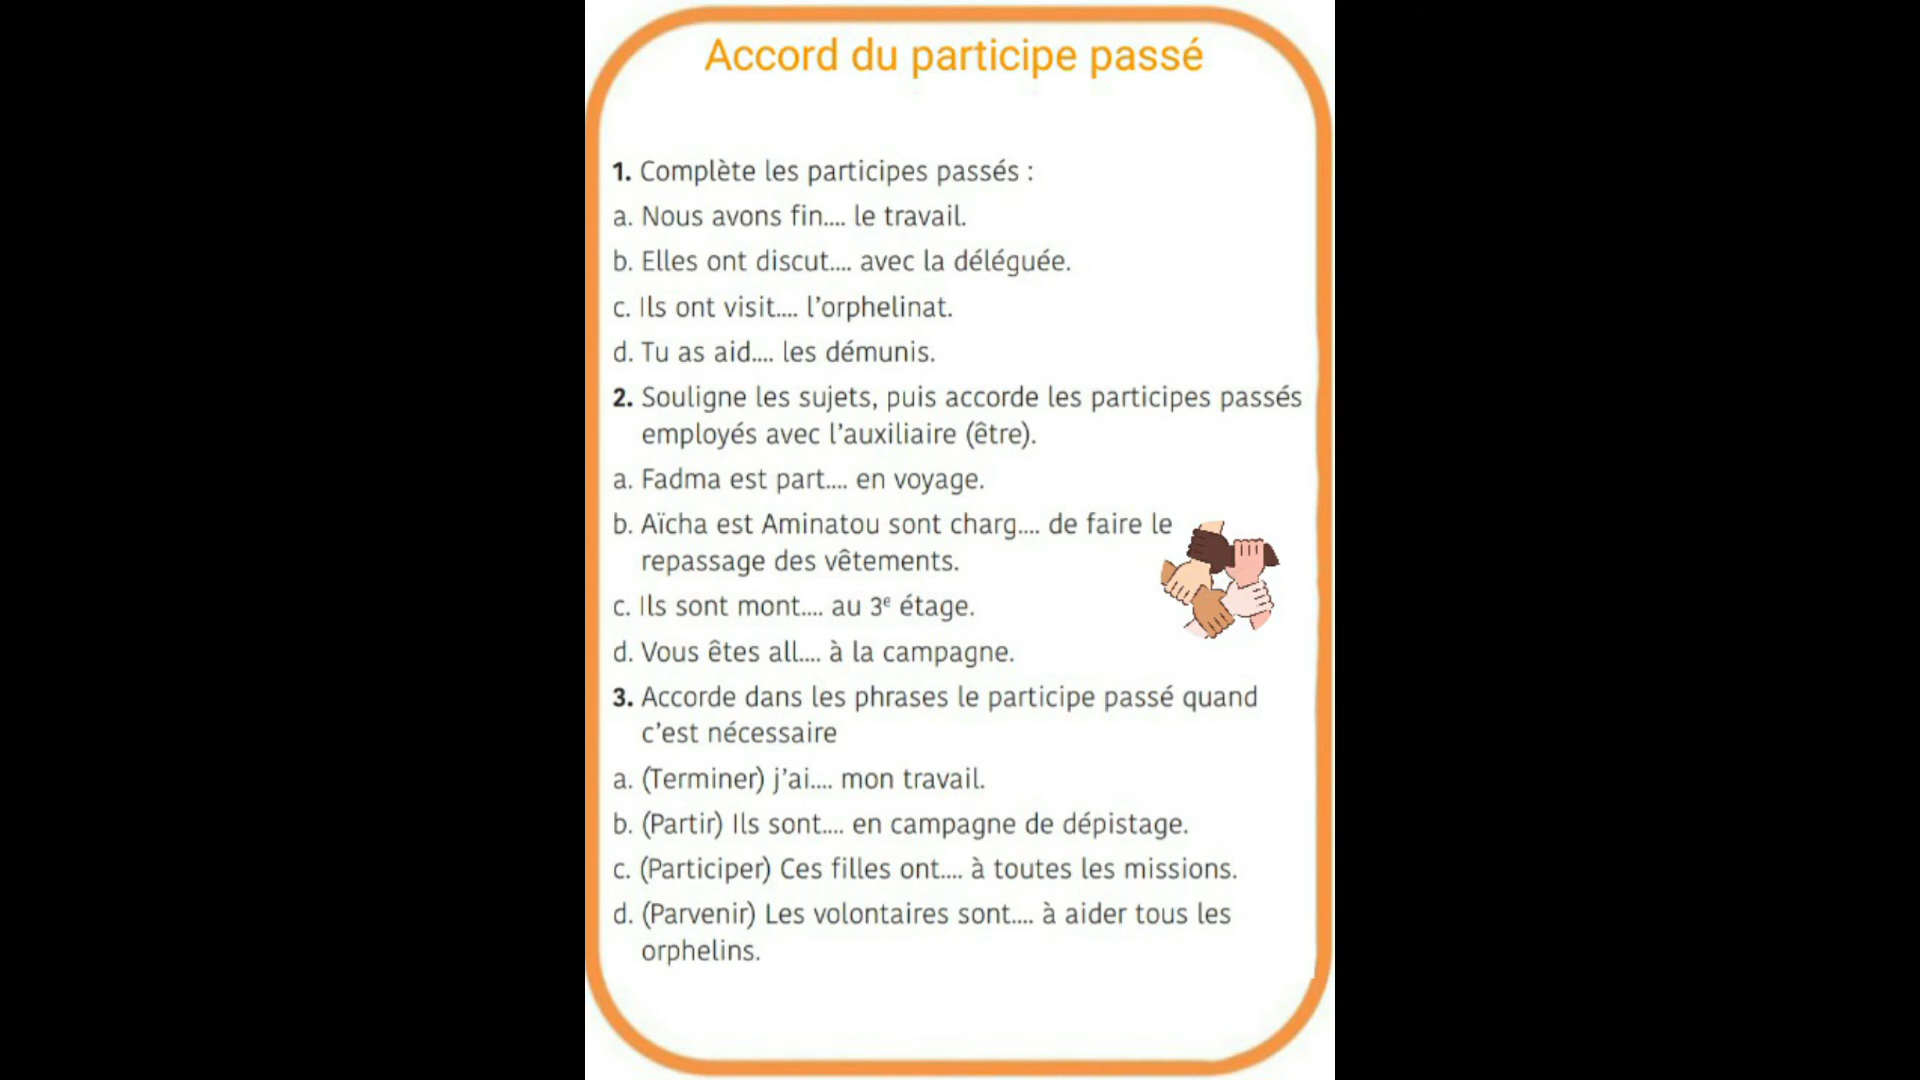 Accord du participe passé
1. Complète les participes passés :
a. Nous avons fin.... le travail.
b. Elles ont discut.... avec la déléguée.
c. Ils ont visit.... l’orphelinat.
d. Tu as aid.... les démunis.
2. Souligne les sujets, puis accorde les participes passés
employés avec l’auxiliaire (être).
a. Fadma est part.... en voyage.
b. Aïcha est Aminatou sont charg.... de faire le
repassage des vêtements.
c. Ils sont mont.... au 3e étage.
d. Vous êtes all.... à la campagne.
3. Accorde dans les phrases le participe passé quand
c’est nécessaire
a. (Terminer) j’ai.... mon travail.
b. (Partir) Ils sont.... en campagne de dépistage.
c. (Participer) Ces filles ont.... à toutes les missions.
d. (Parvenir) Les volontaires sont.... à aider tous les
orphelins.